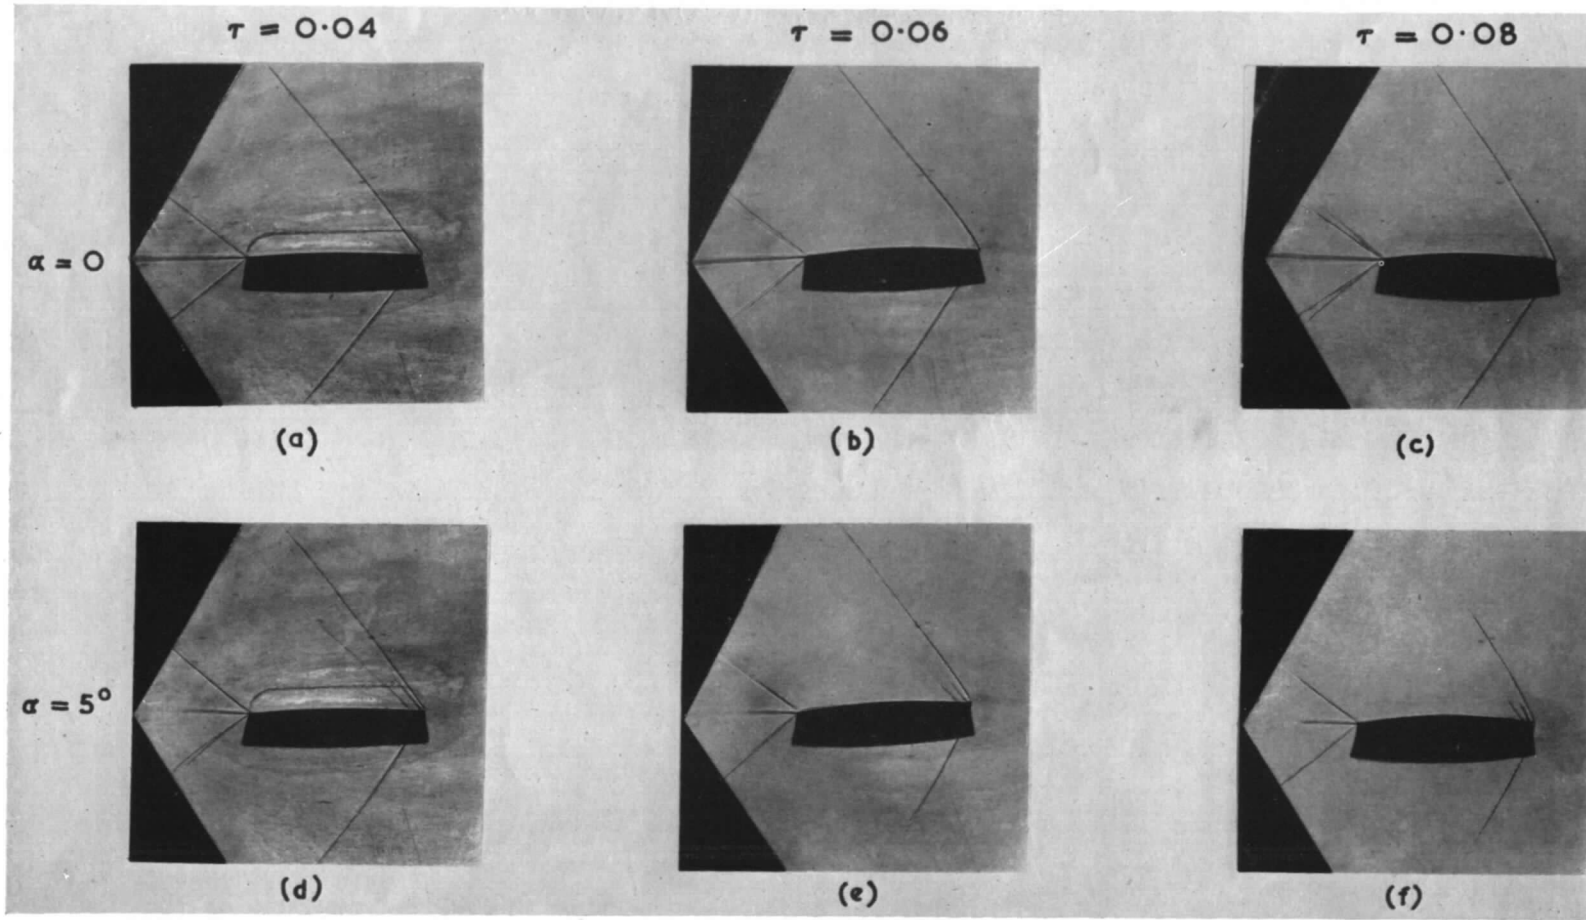 τ = 0·04 τ = 0·06 τ = 0·08
α = 0
(a) (b) (c)
α = 5°
(d) (e) (f)